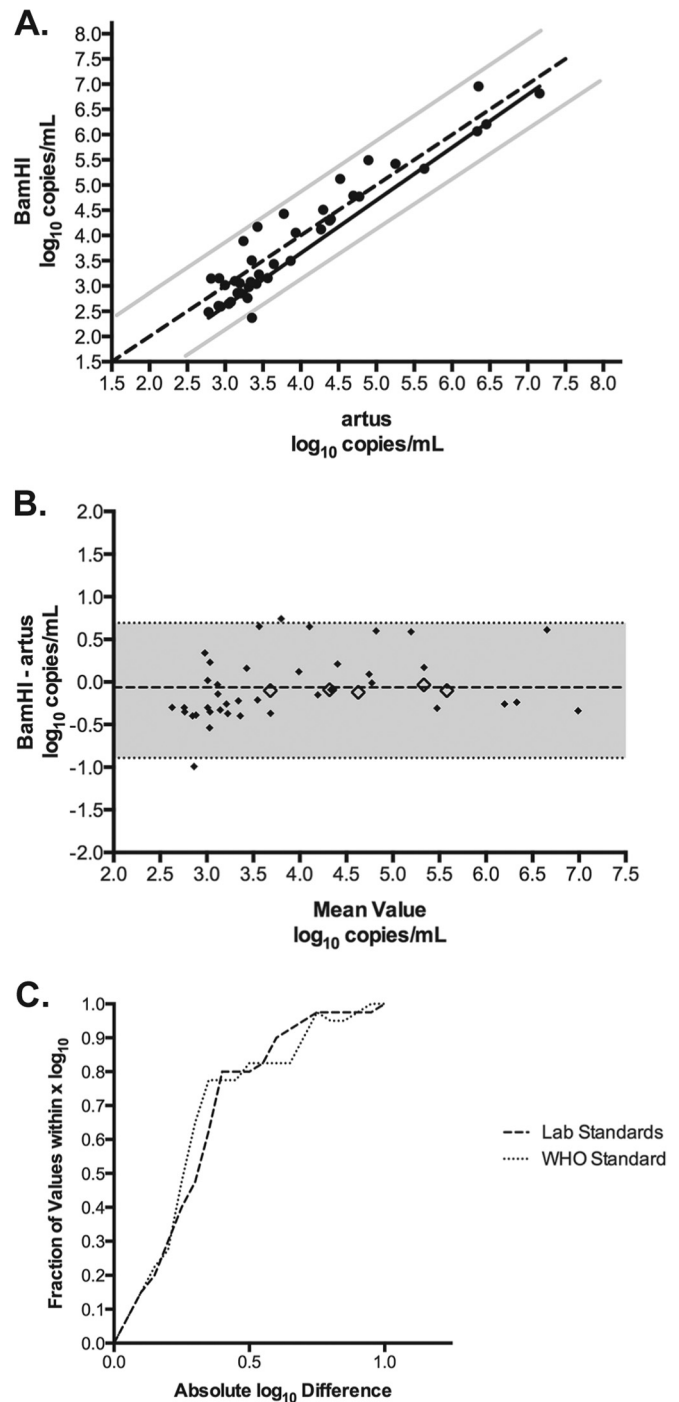 A.
BamHI
log10 copies/mL
8.0
7.5
7.0
6.5
6.0
5.5
5.0
4.5
4.0
3.5
3.0
2.5
2.0
1.5
1.5 2.0 2.5 3.0 3.5 4.0 4.5 5.0 5.5 6.0 6.5 7.0 7.5 8.0
artus
log10 copies/mL
B.
BamHI - artus
log10 copies/mL
2.0
1.5
1.0
0.5
0.0
-0.5
-1.0
-1.5
-2.0
2.0 2.5 3.0 3.5 4.0 4.5 5.0 5.5 6.0 6.5 7.0 7.5
Mean Value
log10 copies/mL
C.
Fraction of Values within x log10
1.0
0.9
0.8
0.7
0.6
0.5
0.4
0.3
0.2
0.1
0.0
0.0 0.5 1.0
Absolute log10 Difference
Lab Standards
WHO Standard